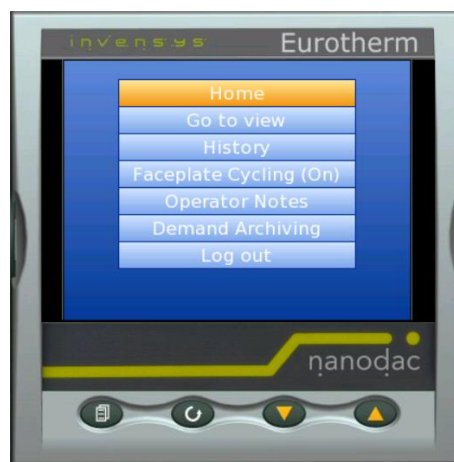 invensys
Eurotherm
Home
Go to view
History
Faceplate Cycling (On)
Operator Notes
Demand Archiving
Log out
nanodac